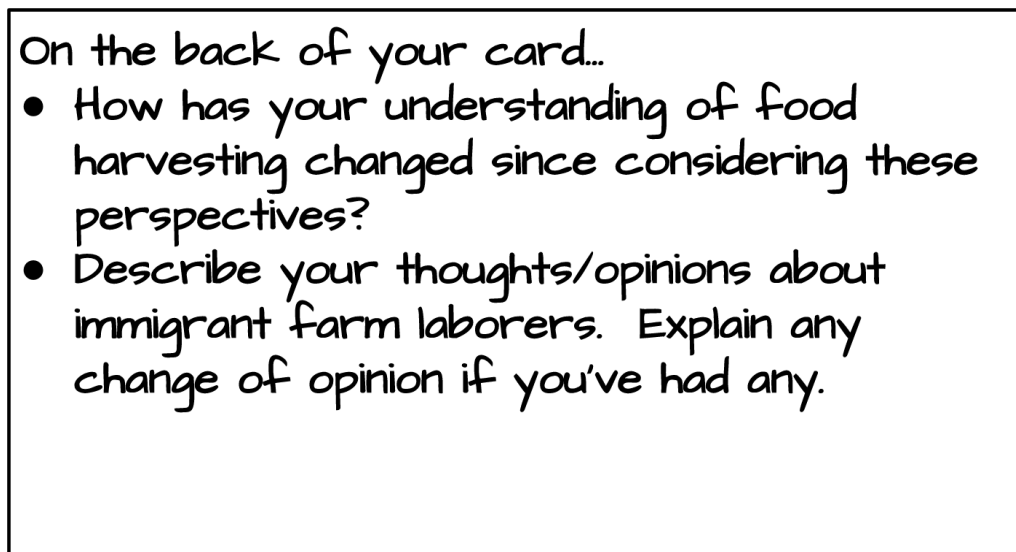 On the back of your card...
● How has your understanding of food
harvesting changed since considering these
perspectives?
● Describe your thoughts/opinions about
immigrant farm laborers.  Explain any
change of opinion if you've had any.